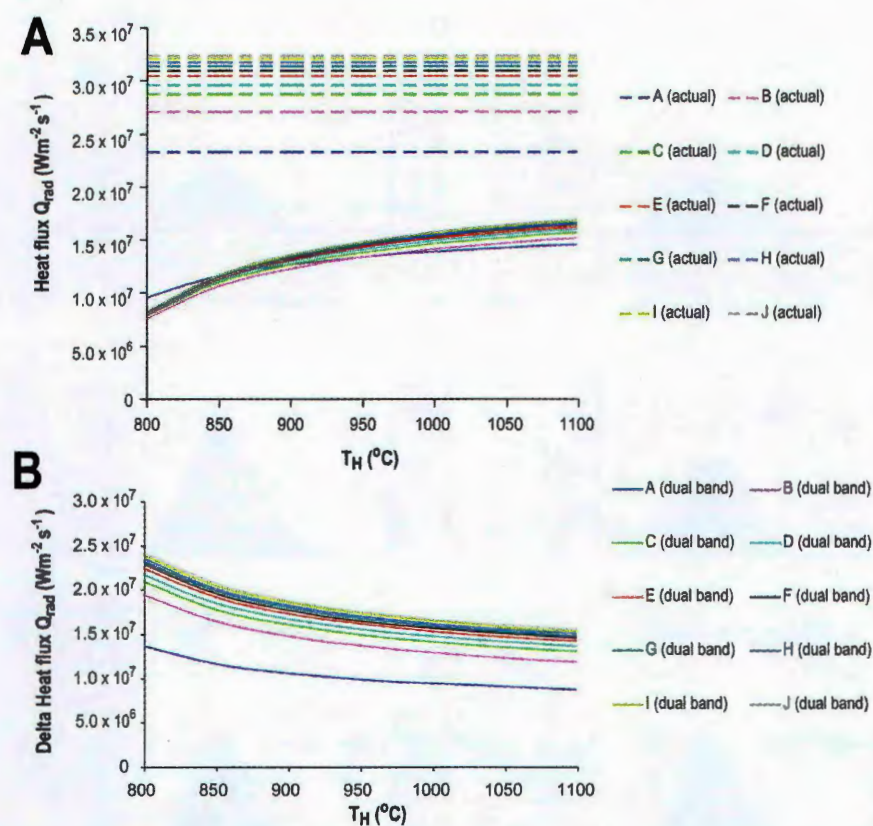 A
Heat flux Qrad (Wm⁻² s⁻¹)
3.5 x 10⁷
3.0 x 10⁷
2.5 x 10⁷
2.0 x 10⁷
1.5 x 10⁷
1.0 x 10⁷
5.0 x 10⁶
0
800 850 900 950 1000 1050 1100
T_H (°C)
A (actual) B (actual)
C (actual) D (actual)
E (actual) F (actual)
G (actual) H (actual)
I (actual) J (actual)
B
Delta Heat flux Qrad (Wm⁻² s⁻¹)
3.0 x 10⁷
2.5 x 10⁷
2.0 x 10⁷
1.5 x 10⁷
1.0 x 10⁷
5.0 x 10⁶
0
800 850 900 950 1000 1050 1100
T_H (°C)
A (dual band) B (dual band)
C (dual band) D (dual band)
E (dual band) F (dual band)
G (dual band) H (dual band)
I (dual band) J (dual band)